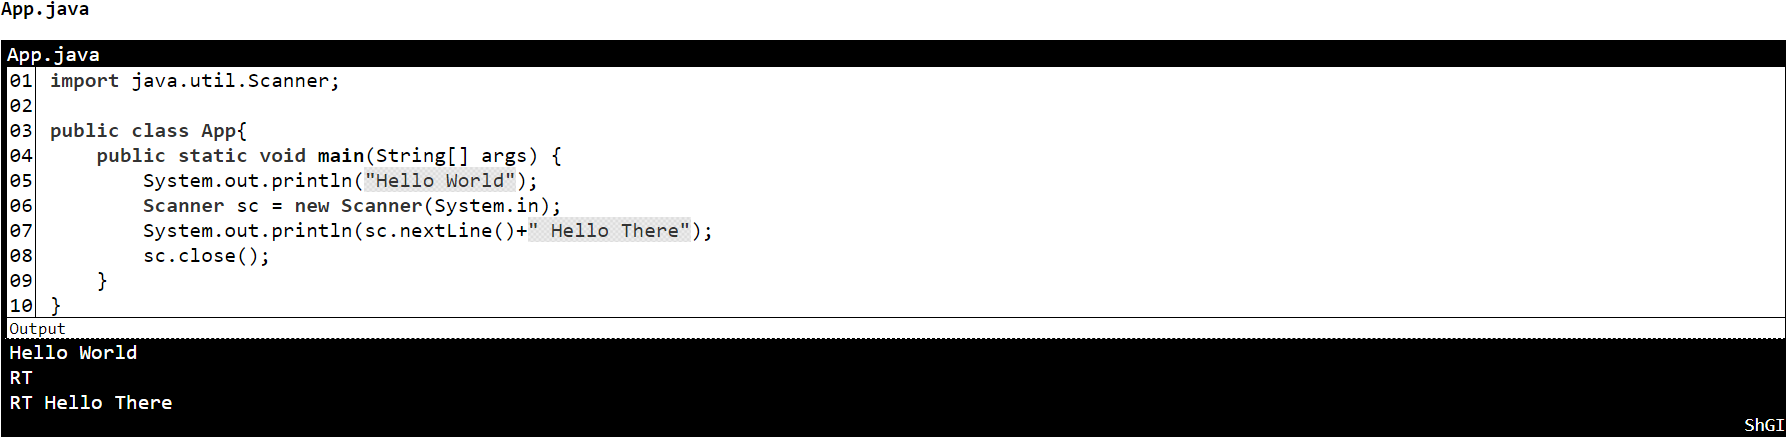 App.java
App.java
01 import java.util.Scanner;
02
03 public class App{
04     public static void main(String[] args) {
05         System.out.println("Hello World");
06         Scanner sc = new Scanner(System.in);
07         System.out.println(sc.nextLine()+" Hello There");
08         sc.close();
09     }
10 }
Output
Hello World
RT
RT Hello There
ShGI